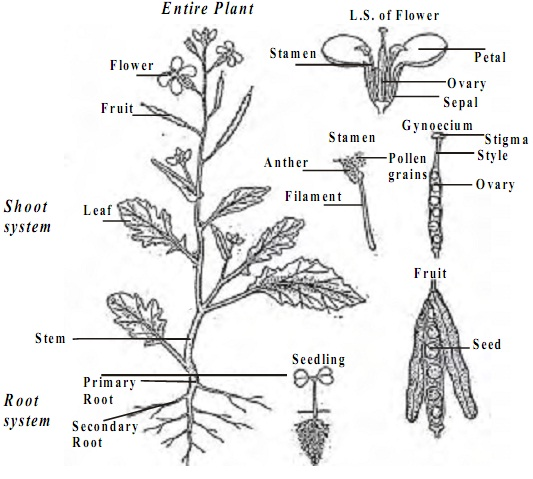 Entire Plant
L.S. of Flower
Stamen
Petal
Ovary
Sepal
Flower
Fruit
Gynoecium
Stigma
Style
Ovary
Stamen
Anther
Pollen
grains
Filament
Shoot
system
Leaf
Fruit
Seed
Stem
Seedling
Primary
Root
Root
system
Secondary
Root